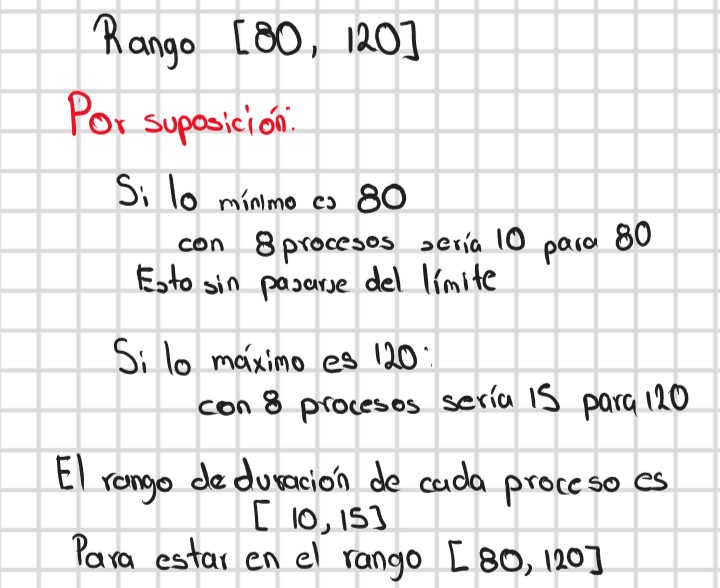 Rango [80, 120]
Por suposición:
Si lo mínimo es 80
con 8 procesos sería 10 para 80
Esto sin pasarse del límite
Si lo máximo es 120:
con 8 procesos sería 15 para 120
El rango de duración de cada proceso es
[ 10, 15]
Para estar en el rango [80, 120]